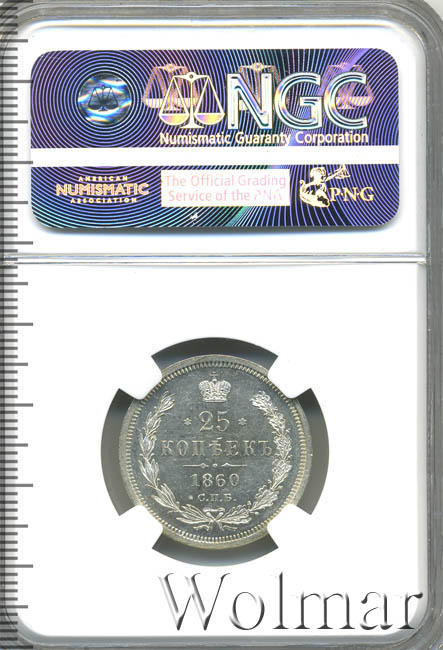 NGC
Numismatic Guaranty Corporation
AMERICAN
NUMISMATIC
ASSOCIATION
The Official Grading
Service of the PNG
P·N·G
25
КОПѢЕКЪ
1860
С.П.Б.
Wolmar